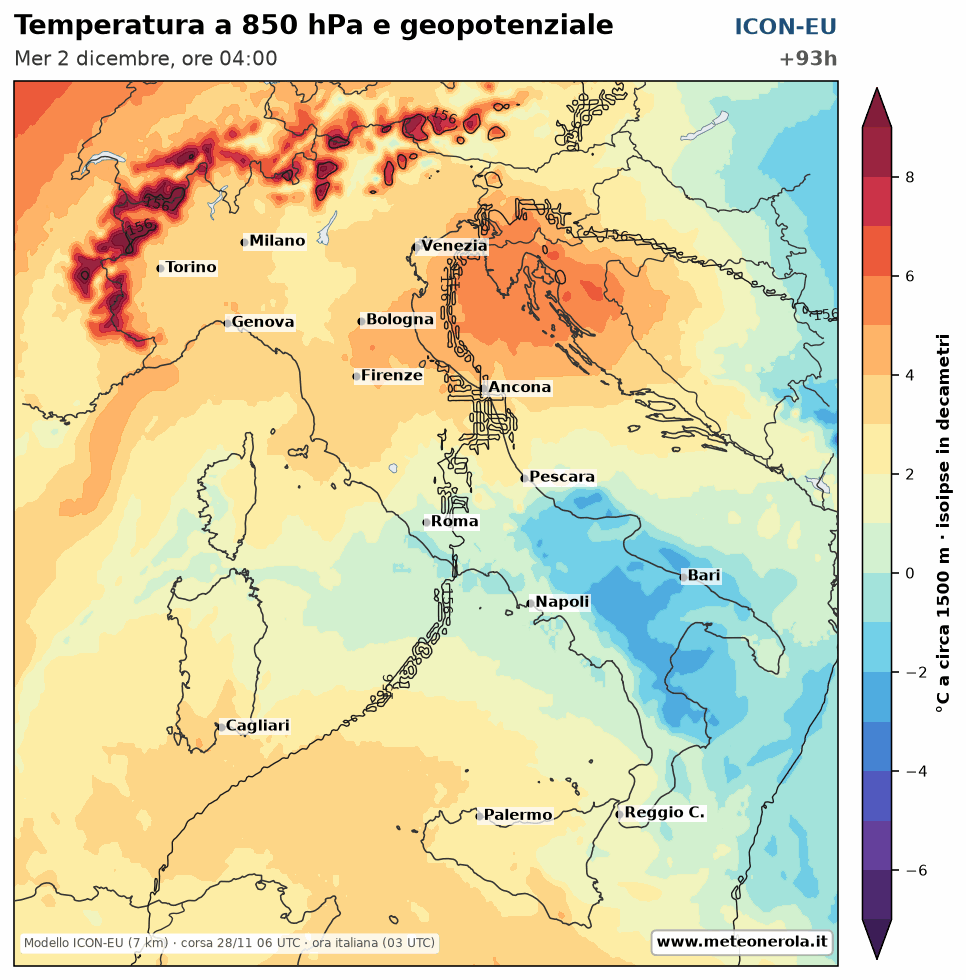 Temperatura a 850 hPa e geopotenziale
ICON-EU
Mer 2 dicembre, ore 04:00
+93h
156
156
156
156
156
Milano
Venezia
Torino
Genova
Bologna
Firenze
Ancona
Pescara
Roma
Bari
Napoli
Cagliari
Palermo
Reggio C.
8
6
4
2
0
−2
−4
−6
°C a circa 1500 m · isoipse in decametri
Modello ICON-EU (7 km) · corsa 28/11 06 UTC · ora italiana (03 UTC)
www.meteonerola.it